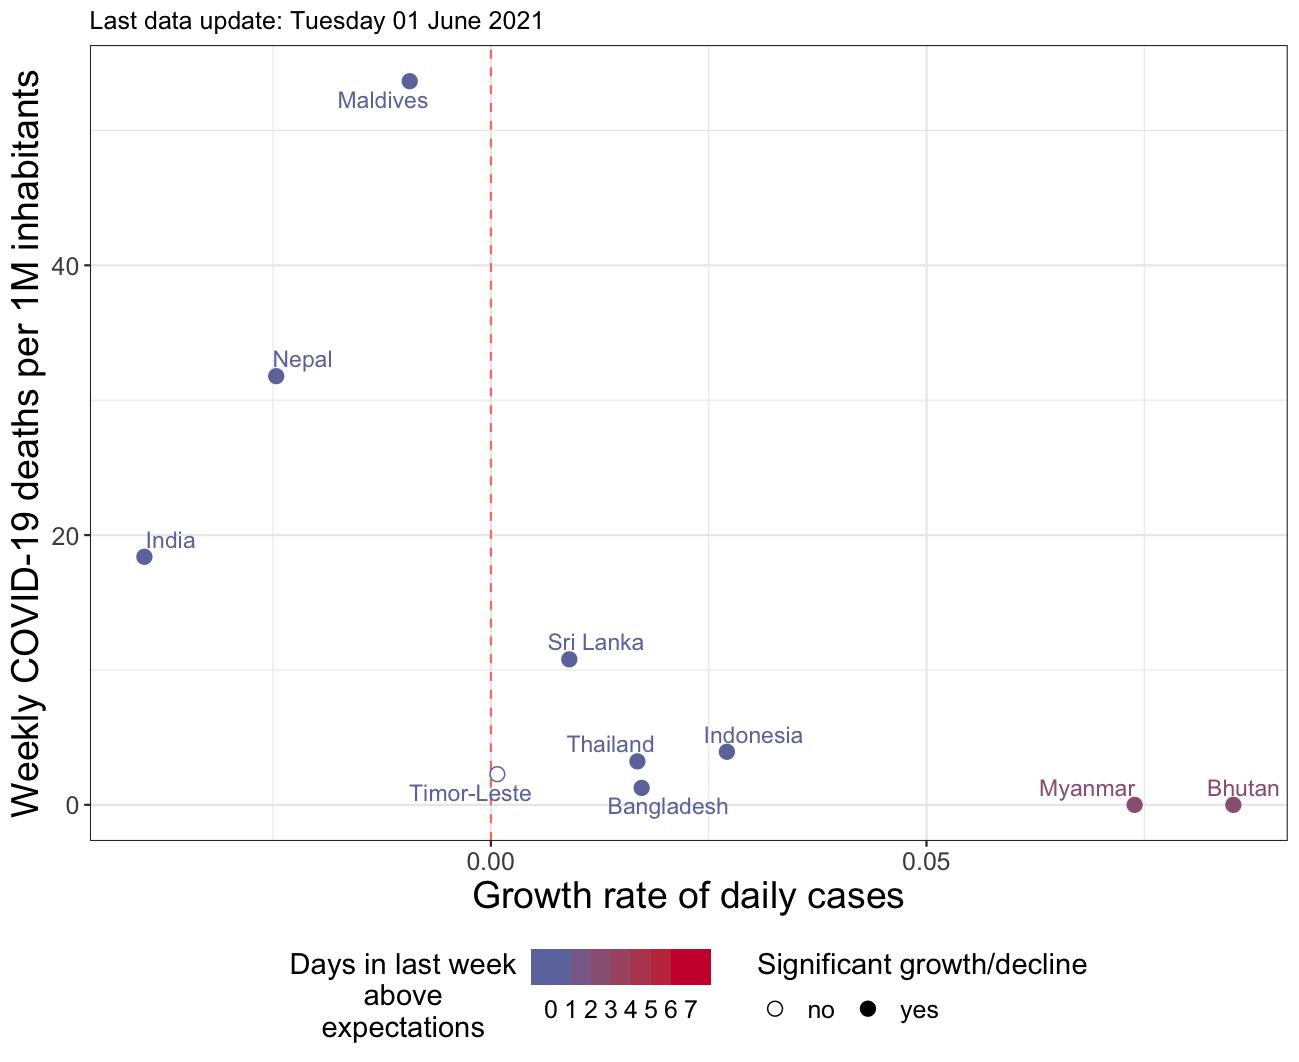 Last data update: Tuesday 01 June 2021
Weekly COVID-19 deaths per 1M inhabitants
Maldives
40
Nepal
20
India
Sri Lanka
Indonesia
Thailand
Timor-Leste
Bangladesh
Myanmar
Bhutan
0
0.00
0.05
Growth rate of daily cases
Days in last week
above
expectations
0 1 2 3 4 5 6 7
Significant growth/decline
no
yes